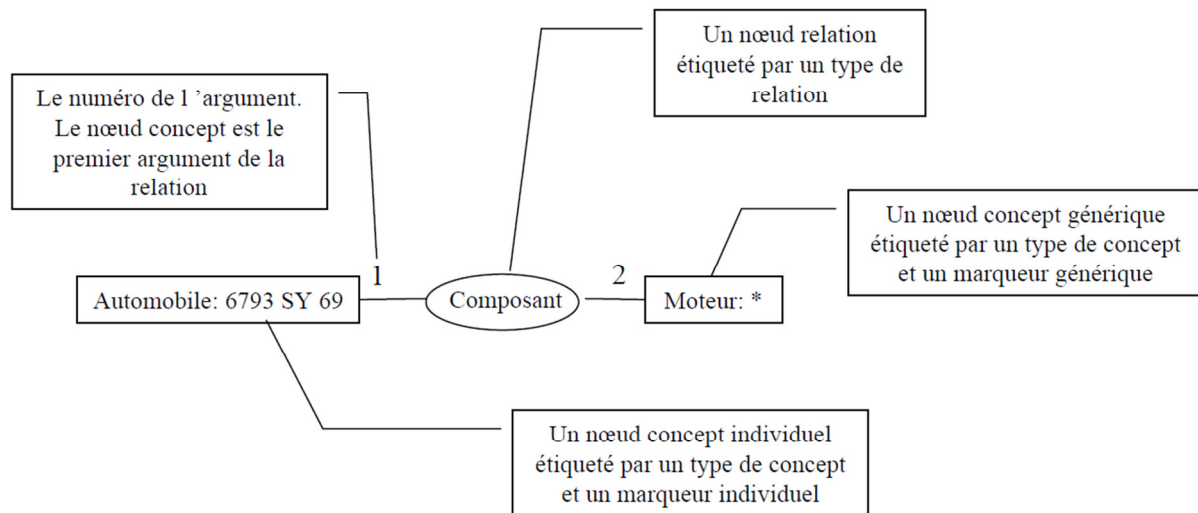 Un nœud relation
étiqueté par un type de
relation
Le numéro de l ’argument.
Le nœud concept est le
premier argument de la
relation
Un nœud concept générique
étiqueté par un type de concept
et un marqueur générique
1
2
Automobile: 6793 SY 69
Composant
Moteur: *
Un nœud concept individuel
étiqueté par un type de concept
et un marqueur individuel